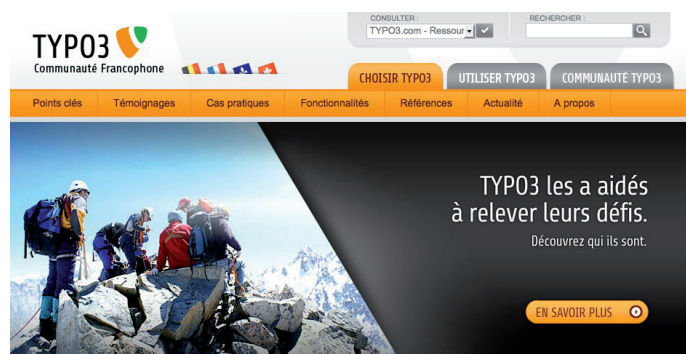 CONSULTER :
TYPO3.com - Ressour
RECHERCHER :
TYPO3
Communauté Francophone
CHOISIR TYPO3
UTILISER TYPO3
COMMUNAUTÉ TYPO3
Points clés
Témoignages
Cas pratiques
Fonctionnalités
Références
Actualité
A propos
TYPO3 les a aidés
à relever leurs défis.
Découvrez qui ils sont.
EN SAVOIR PLUS